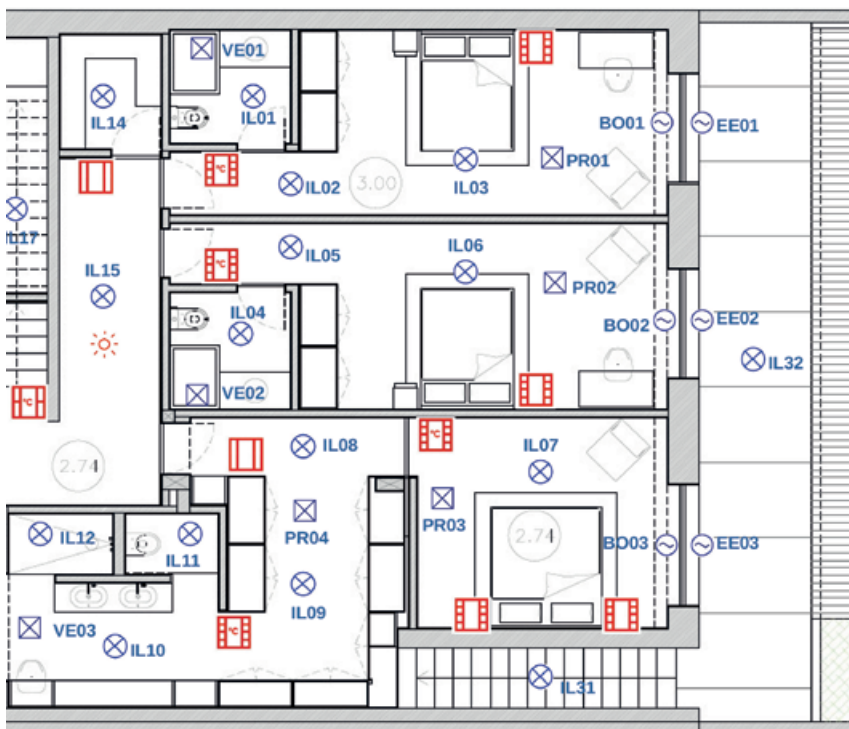 VE01
IL14
IL01
BO01
EE01
PR01
°C
IL02
3.00
IL03
IL17
IL05
IL06
°C
IL15
PR02
IL04
BO02
EE02
IL32
VE02
°C
°C
IL08
IL07
2.74
PR03
IL12
IL11
PR04
2.74
BO03
EE03
IL09
°C
VE03
IL10
IL31